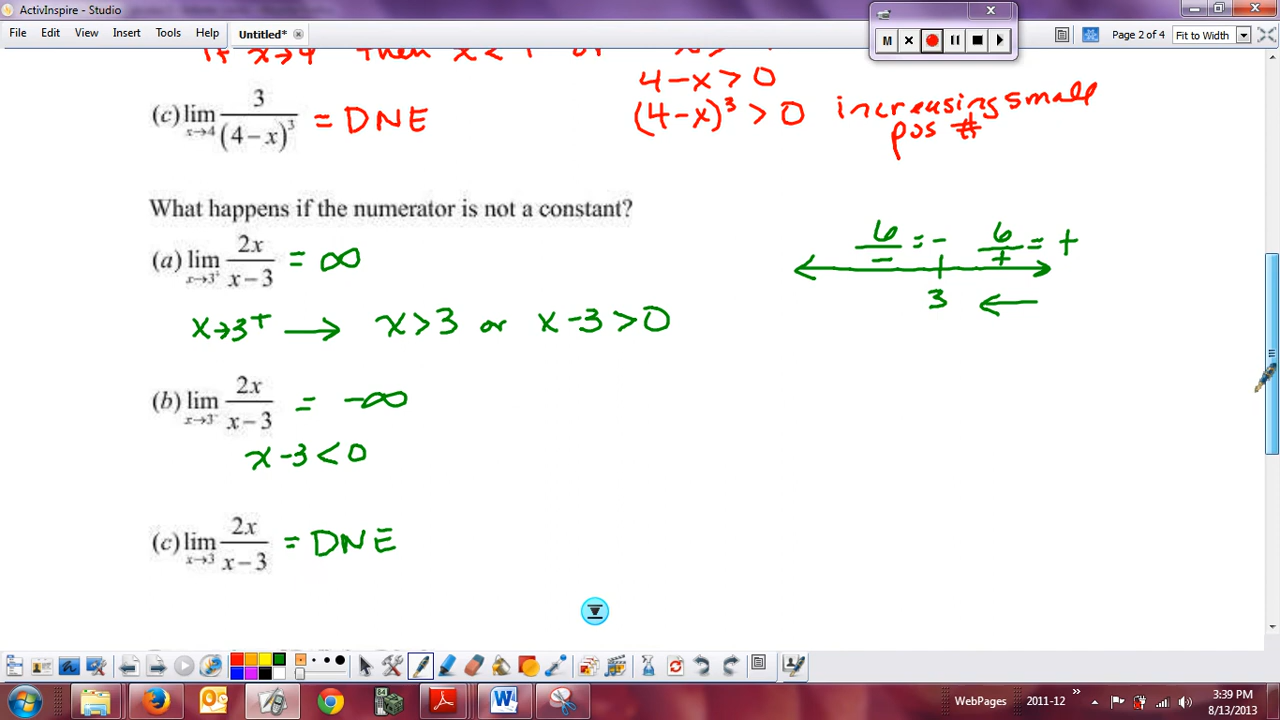 ActivInspire - Studio
File Edit View Insert Tools Help Untitled* Page 2 of 4 Fit to Width
M
If x→4 then x <
4-x > 0
(c) lim x→4 3/(4-x)³ = DNE
(4-x)³ > 0 increasing small pos #
What happens if the numerator is not a constant?
6/- = - 6/+ = +
(a) lim x→3⁺ 2x/(x-3) = ∞
3
x→3⁺ → x>3 or x-3>0
(b) lim x→3⁻ 2x/(x-3) = -∞
x-3<0
(c) lim x→3 2x/(x-3) = DNE
WebPages 2011-12 » 3:39 PM
8/13/2013